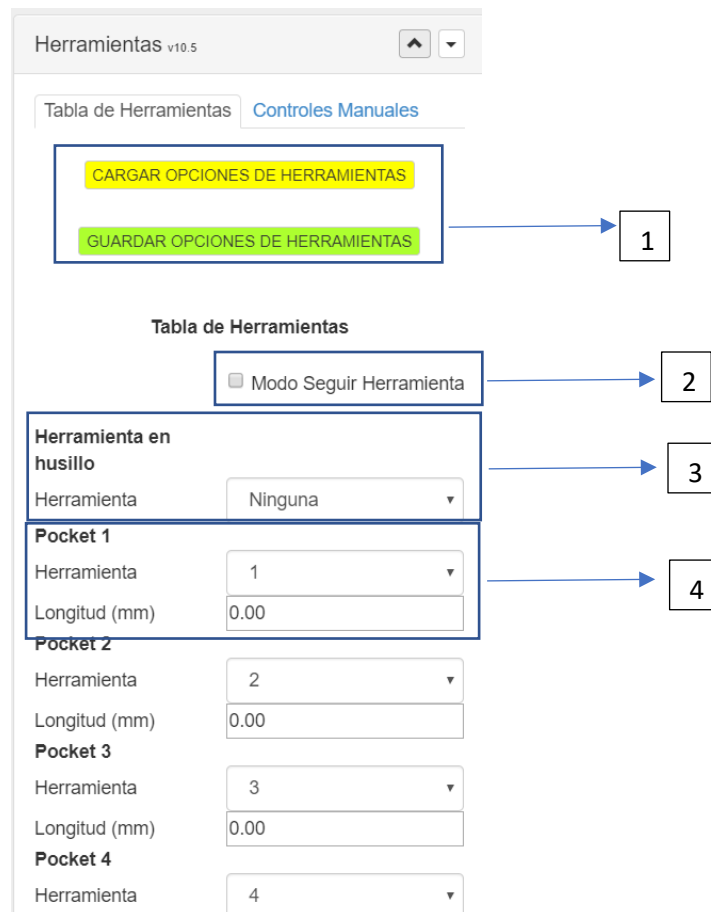 Herramientas v10.5
Tabla de Herramientas Controles Manuales
CARGAR OPCIONES DE HERRAMIENTAS
GUARDAR OPCIONES DE HERRAMIENTAS
1
Tabla de Herramientas
Modo Seguir Herramienta
2
Herramienta en
husillo
3
Herramienta Ninguna
Pocket 1
Herramienta 1
4
Longitud (mm) 0.00
Pocket 2
Herramienta 2
Longitud (mm) 0.00
Pocket 3
Herramienta 3
Longitud (mm) 0.00
Pocket 4
Herramienta 4